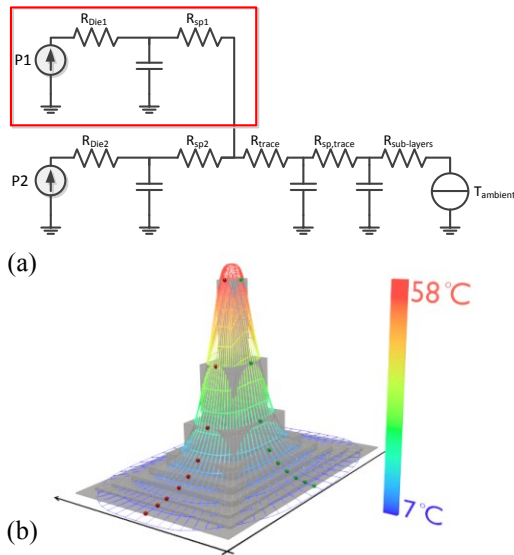 R_Die1 R_sp1
P1
R_Die2 R_sp2 R_trace R_sp,trace R_sub-layers
P2 T_ambient
(a)
58 °C
7 °C
(b)